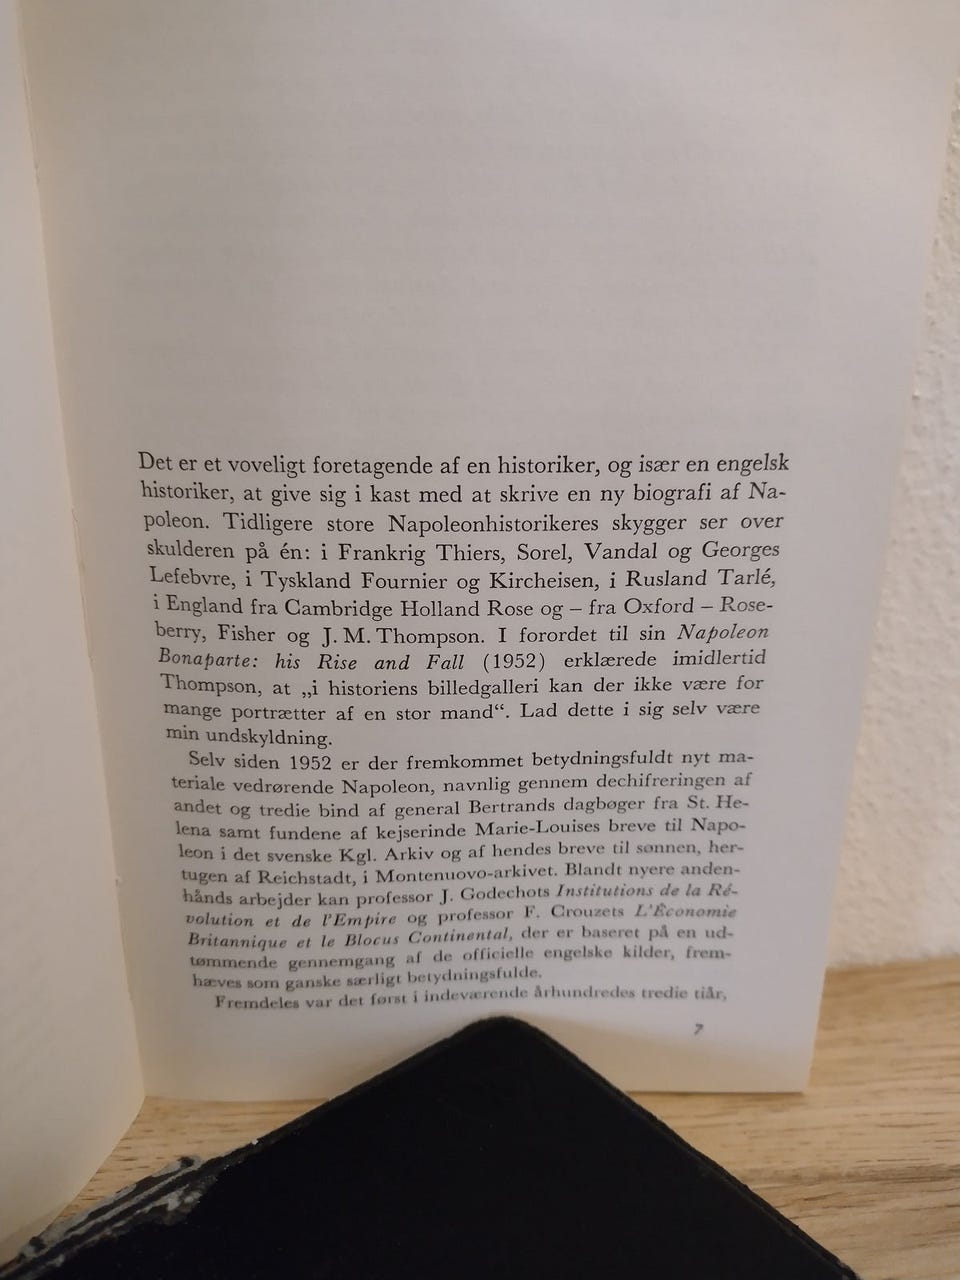 Det er et voveligt foretagende af en historiker, og især en engelsk
historiker, at give sig i kast med at skrive en ny biografi af Na-
poleon. Tidligere store Napoleonhistorikeres skygger ser over
skulderen på én: i Frankrig Thiers, Sorel, Vandal og Georges
Lefebvre, i Tyskland Fournier og Kircheisen, i Rusland Tarlé,
i England fra Cambridge Holland Rose og – fra Oxford – Rose-
berry, Fisher og J. M. Thompson. I forordet til sin Napoleon
Bonaparte: his Rise and Fall (1952) erklærede imidlertid
Thompson, at „i historiens billedgalleri kan der ikke være for
mange portrætter af en stor mand“. Lad dette i sig selv være
min undskyldning.
Selv siden 1952 er der fremkommet betydningsfuldt nyt ma-
teriale vedrørende Napoleon, navnlig gennem dechifreringen af
andet og tredie bind af general Bertrands dagbøger fra St. He-
lena samt fundene af kejserinde Marie-Louises breve til Napo-
leon i det svenske Kgl. Arkiv og af hendes breve til sønnen, her-
tugen af Reichstadt, i Montenuovo-arkivet. Blandt nyere anden-
hånds arbejder kan professor J. Godechots Institutions de la Ré-
volution et de l'Empire og professor F. Crouzets L'Économie
Britannique et le Blocus Continental, der er baseret på en ud-
tømmende gennemgang af de officielle engelske kilder, frem-
hæves som ganske særligt betydningsfulde.
Fremdeles var det først i indeværende århundredes tredie tiår,
7